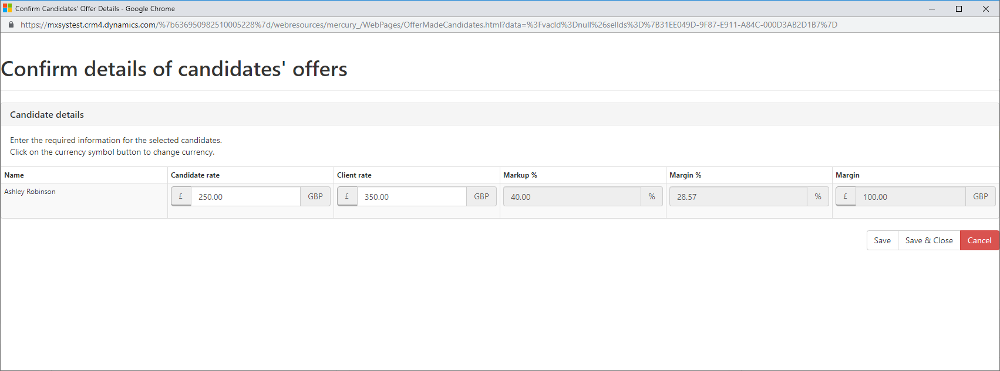 Confirm Candidates' Offer Details - Google Chrome
https://mxsystest.crm4.dynamics.com/%7b636950982510005228%7d/webresources/mercury_/WebPages/OfferMadeCandidates.html?data=%3FvacId%3Dnull%26selIds%3D%7B31EE049D-9F87-E911-A84C-000D3AB2D1B7%7D
Confirm details of candidates' offers
Candidate details
Enter the required information for the selected candidates.
Click on the currency symbol button to change currency.
Name Candidate rate Client rate Markup % Margin % Margin
Ashley Robinson £ 250.00 GBP £ 350.00 GBP 40.00 % 28.57 % £ 100.00 GBP
Save Save & Close Cancel